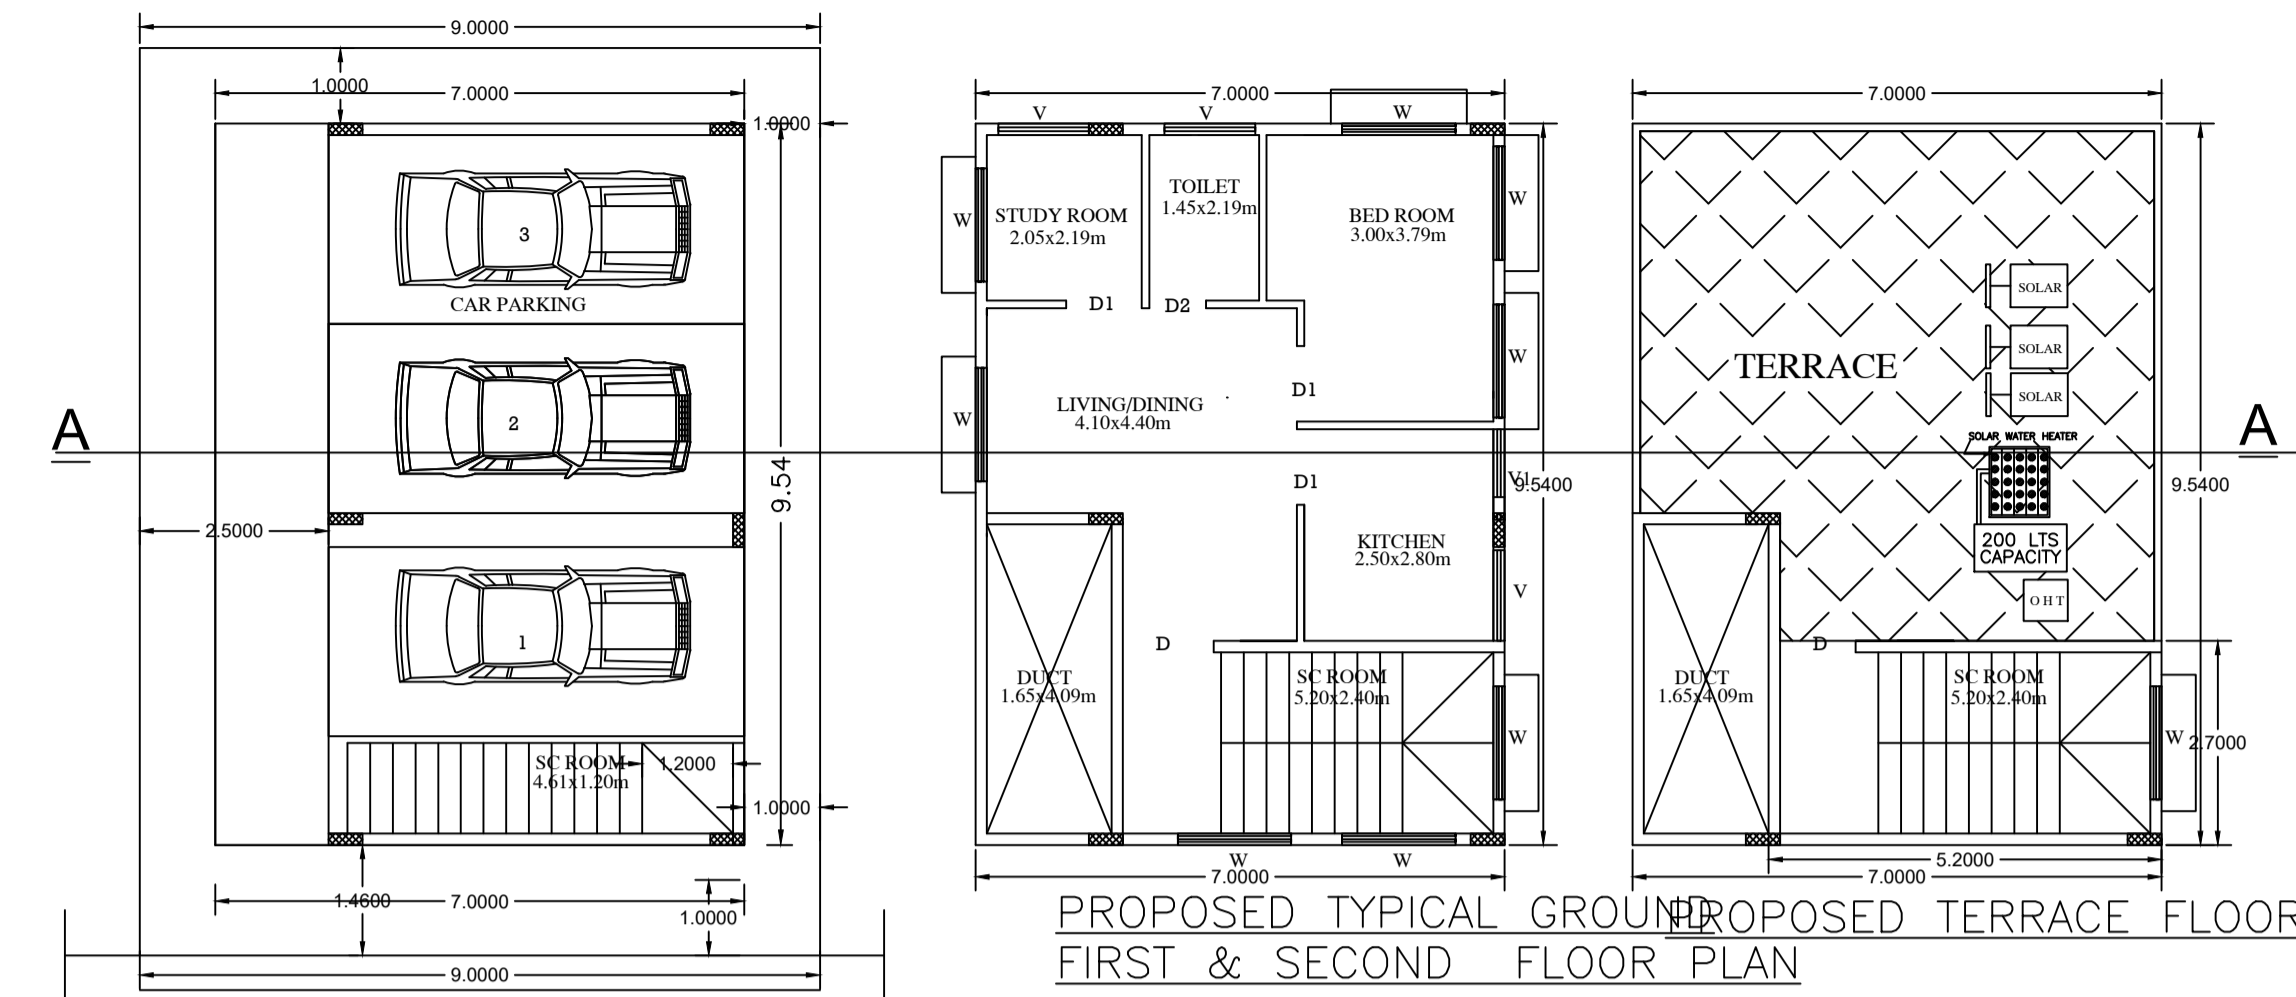 9.0000
1.0000
7.0000
1.0000
3
CAR PARKING
2
9.54
2.5000
1
SC ROOM
4.61x1.20m
1.2000
1.0000
1.4600
7.0000
1.0000
9.0000
A
7.0000
V
V
W
W
STUDY ROOM
2.05x2.19m
TOILET
1.45x2.19m
BED ROOM
3.00x3.79m
W
D1
D2
W
D1
LIVING/DINING
4.10x4.40m
W
D1
V1
9.5400
KITCHEN
2.50x2.80m
V
D
DUCT
1.65x4.09m
SC ROOM
5.20x2.40m
W
W
W
7.0000
PROPOSED TYPICAL GROUND
FIRST & SECOND FLOOR PLAN
7.0000
SOLAR
SOLAR
TERRACE
SOLAR
SOLAR WATER HEATER
A
9.5400
200 LTS
CAPACITY
O H T
D
DUCT
1.65x4.09m
SC ROOM
5.20x2.40m
W
2.7000
5.2000
7.0000
PROPOSED TERRACE FLOOR